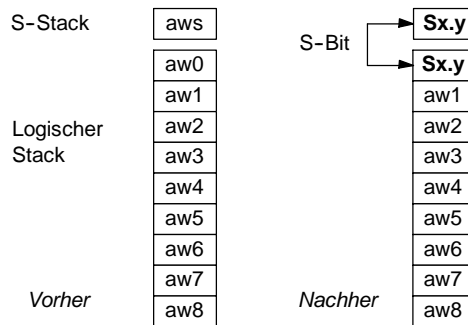 S-Stack aws Sx.y
S-Bit
aw0 Sx.y
aw1 aw1
Logischer aw2 aw2
Stack aw3 aw3
aw4 aw4
aw5 aw5
aw6 aw6
aw7 aw7
Vorher aw8 Nachher aw8